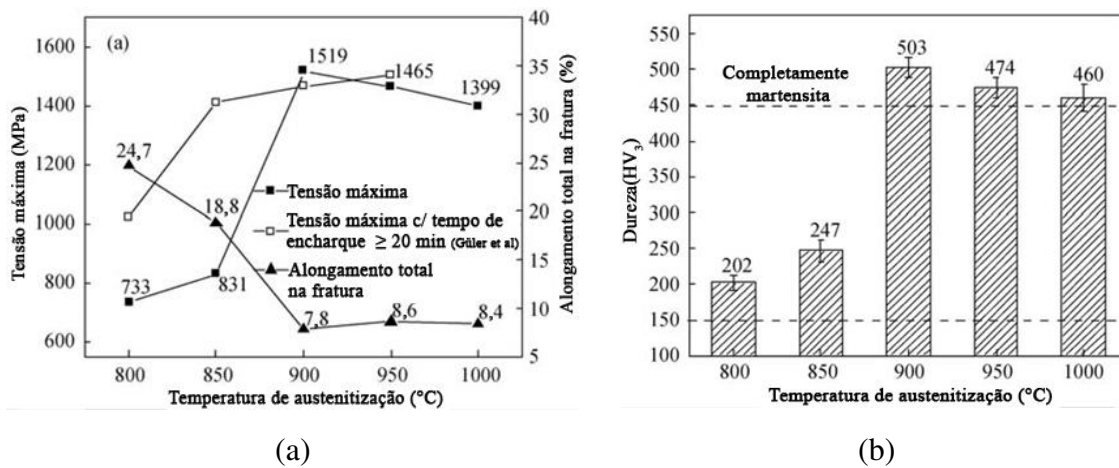 (a)
1600
1400
1200
1000
800
600
Tensão máxima (MPa)
40
35
30
25
20
15
10
5
Alongamento total na fratura (%)
1519
1465
1399
24,7
18,8
733
831
7,8
8,6
8,4
Tensão máxima
Tensão máxima c/ tempo de
encharque ≥ 20 min (Güler et al)
Alongamento total
na fratura
800 850 900 950 1000
Temperatura de austenitização (°C)
(a)
550
500
450
400
350
300
250
200
150
100
Dureza(HV3)
Completamente
martensita
202
247
503
474
460
800 850 900 950 1000
Temperatura de austenitização (°C)
(b)